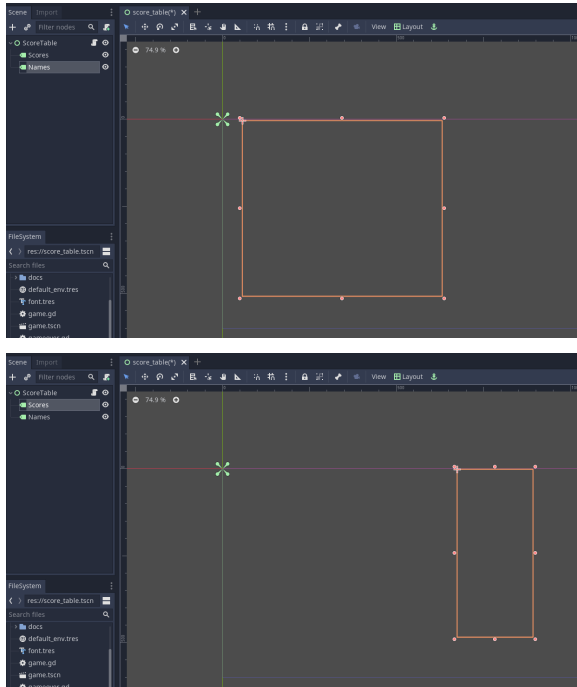 Scene Import
score_table(*)
Filter nodes
View Layout
ScoreTable
74.9 %
Scores
Names
FileSystem
res://score_table.tscn
Search files
docs
default_env.tres
font.tres
game.gd
game.tscn
gameover.gd
Scene Import
score_table(*)
Filter nodes
View Layout
ScoreTable
74.9 %
Scores
Names
FileSystem
res://score_table.tscn
Search files
docs
default_env.tres
font.tres
game.gd
game.tscn